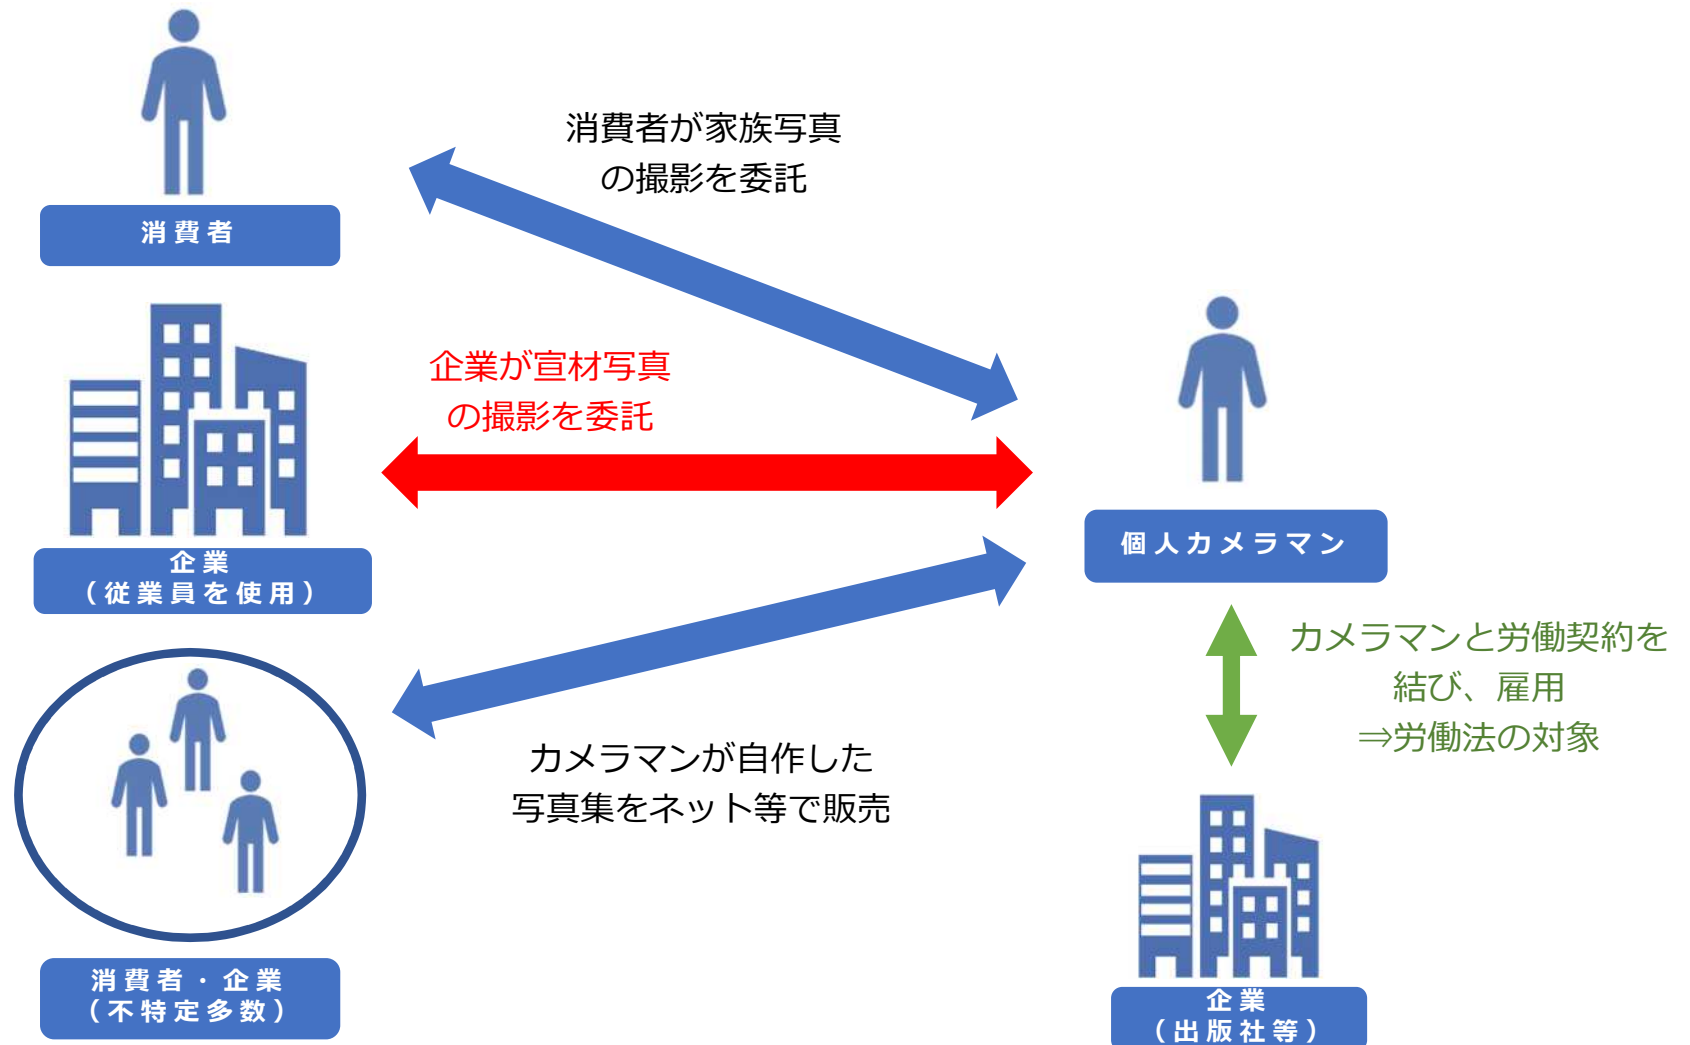 消費者が家族写真
の撮影を委託
消費者
企業が宣材写真
の撮影を委託
企業
（従業員を使用）
個人カメラマン
カメラマンと労働契約を
結び、雇用
⇒労働法の対象
カメラマンが自作した
写真集をネット等で販売
消費者・企業
（不特定多数）
企業
（出版社等）